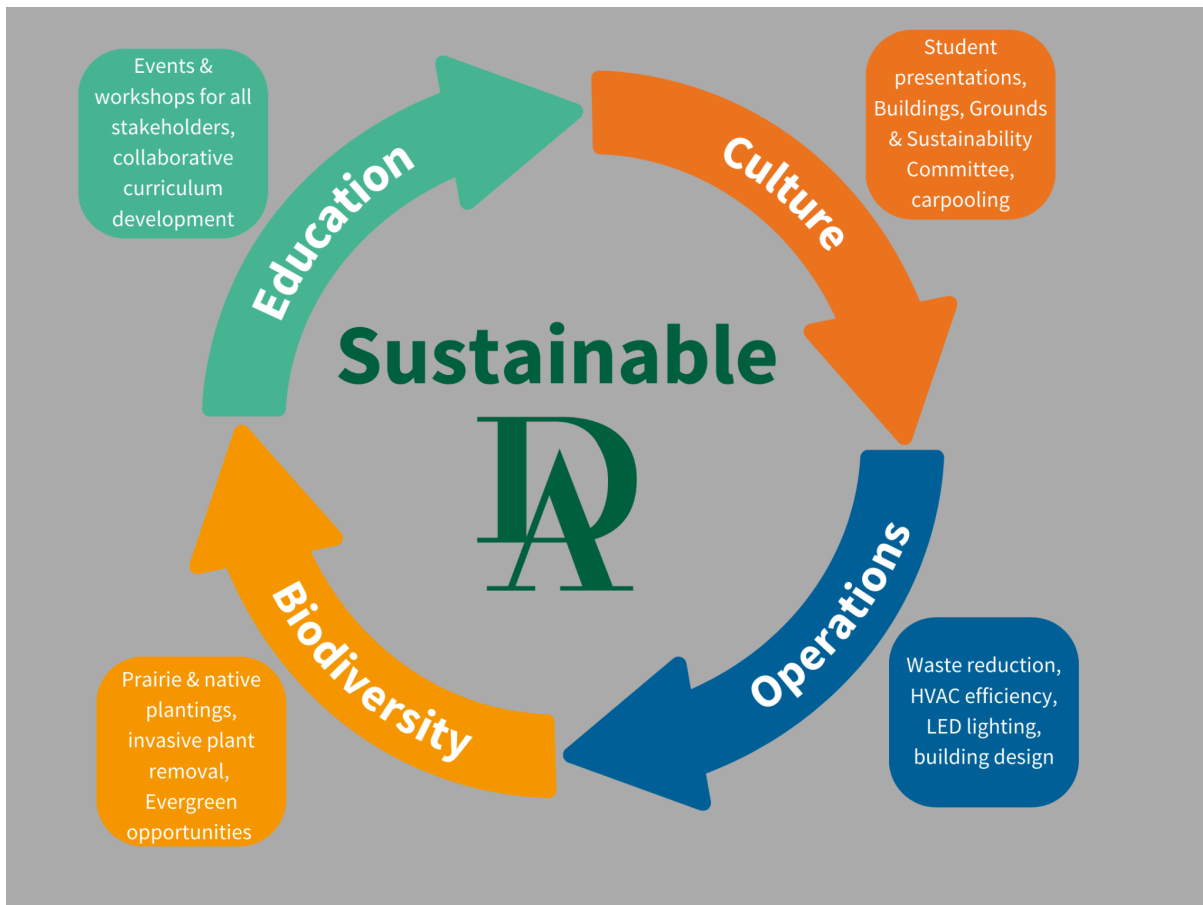 Events &
workshops for all
stakeholders,
collaborative
curriculum
development
Education
Culture
Student
presentations,
Buildings, Grounds
& Sustainability
Committee,
carpooling
Sustainable
DA
Biodiversity
Operations
Prairie & native
plantings,
invasive plant
removal,
Evergreen
opportunities
Waste reduction,
HVAC efficiency,
LED lighting,
building design